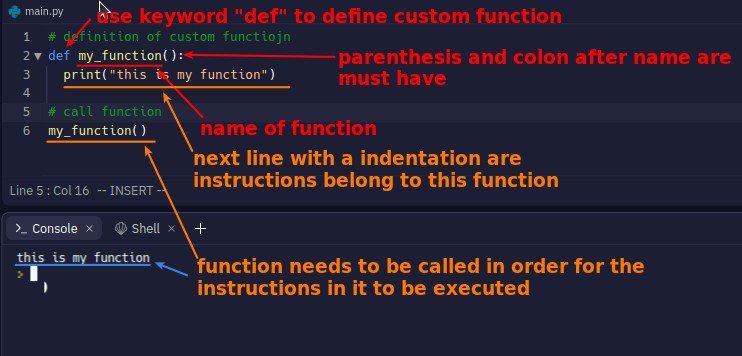 main.py
use keyword "def" to define custom function
1 # definition of custom functiojn
2 def my_function():
parenthesis and colon after name are
must have
3 print("this is my function")
4
5 # call function
name of function
6 my_function()
next line with a indentation are
instructions belong to this function
Line 5 : Col 16 -- INSERT --
Console × Shell × +
this is my function
function needs to be called in order for the
instructions in it to be executed